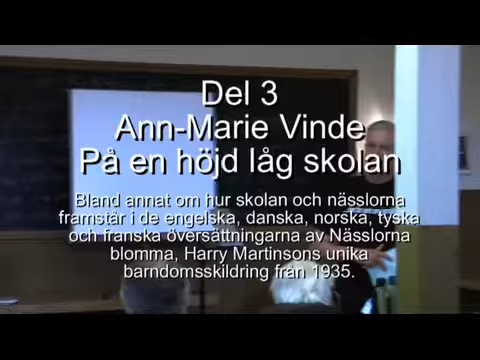 Del 3
Ann-Marie Vinde
På en höjd låg skolan
Bland annat om hur skolan och nässlorna
framstår i de engelska, danska, norska, tyska
och franska översättningarna av Nässlorna
blomma, Harry Martinsons unika
barndomsskildring från 1935.